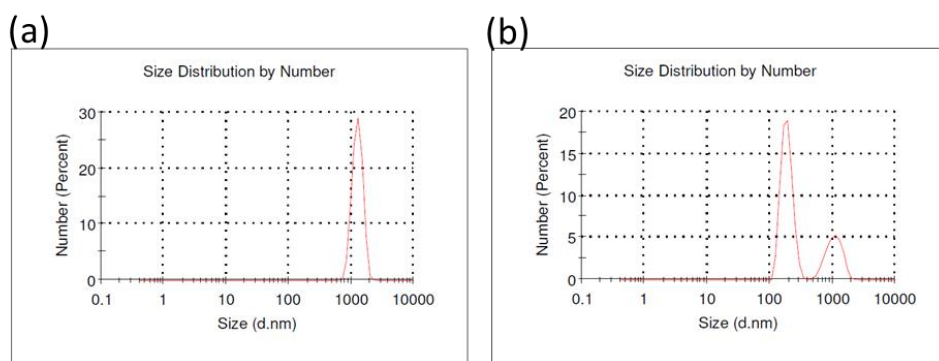 (a)
Size Distribution by Number
Number (Percent)
30
20
10
0
0.1 1 10 100 1000 10000
Size (d.nm)
(b)
Size Distribution by Number
Number (Percent)
20
15
10
5
0
0.1 1 10 100 1000 10000
Size (d.nm)